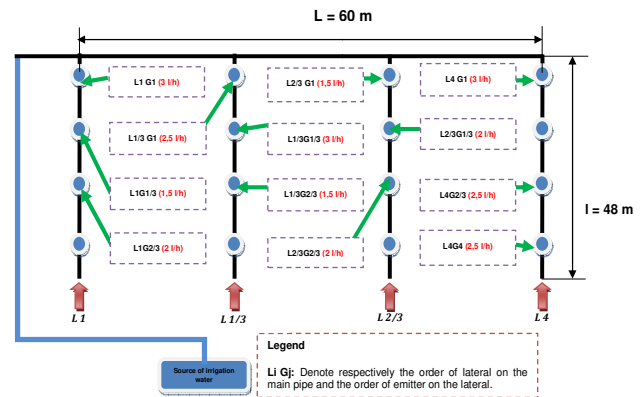 L = 60 m
L1 G1 (3 l/h)
L2/3 G1 (1,5 l/h)
L4 G1 (3 l/h)
L1/3 G1 (2,5 l/h)
L1/3G1/3 (3 l/h)
L2/3G1/3 (2 l/h)
L1G1/3 (1,5 l/h)
L1/3G2/3 (1,5 l/h)
L4G2/3 (2,5 l/h)
l = 48 m
L1G2/3 (2 l/h)
L2/3G2/3 (2 l/h)
L4G4 (2,5 l/h)
L 1
L 1/3
L 2/3
L 4
Source of irrigation
water
Legend
Li Gj: Denote respectively the order of lateral on the
main pipe and the order of emitter on the lateral.